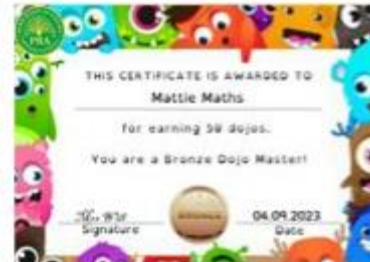 PRA
THIS CERTIFICATE IS AWARDED TO
Mattie Maths
for earning 50 dojos.
You are a Bronze Dojo Master!
Signature
04.09.2023
Date